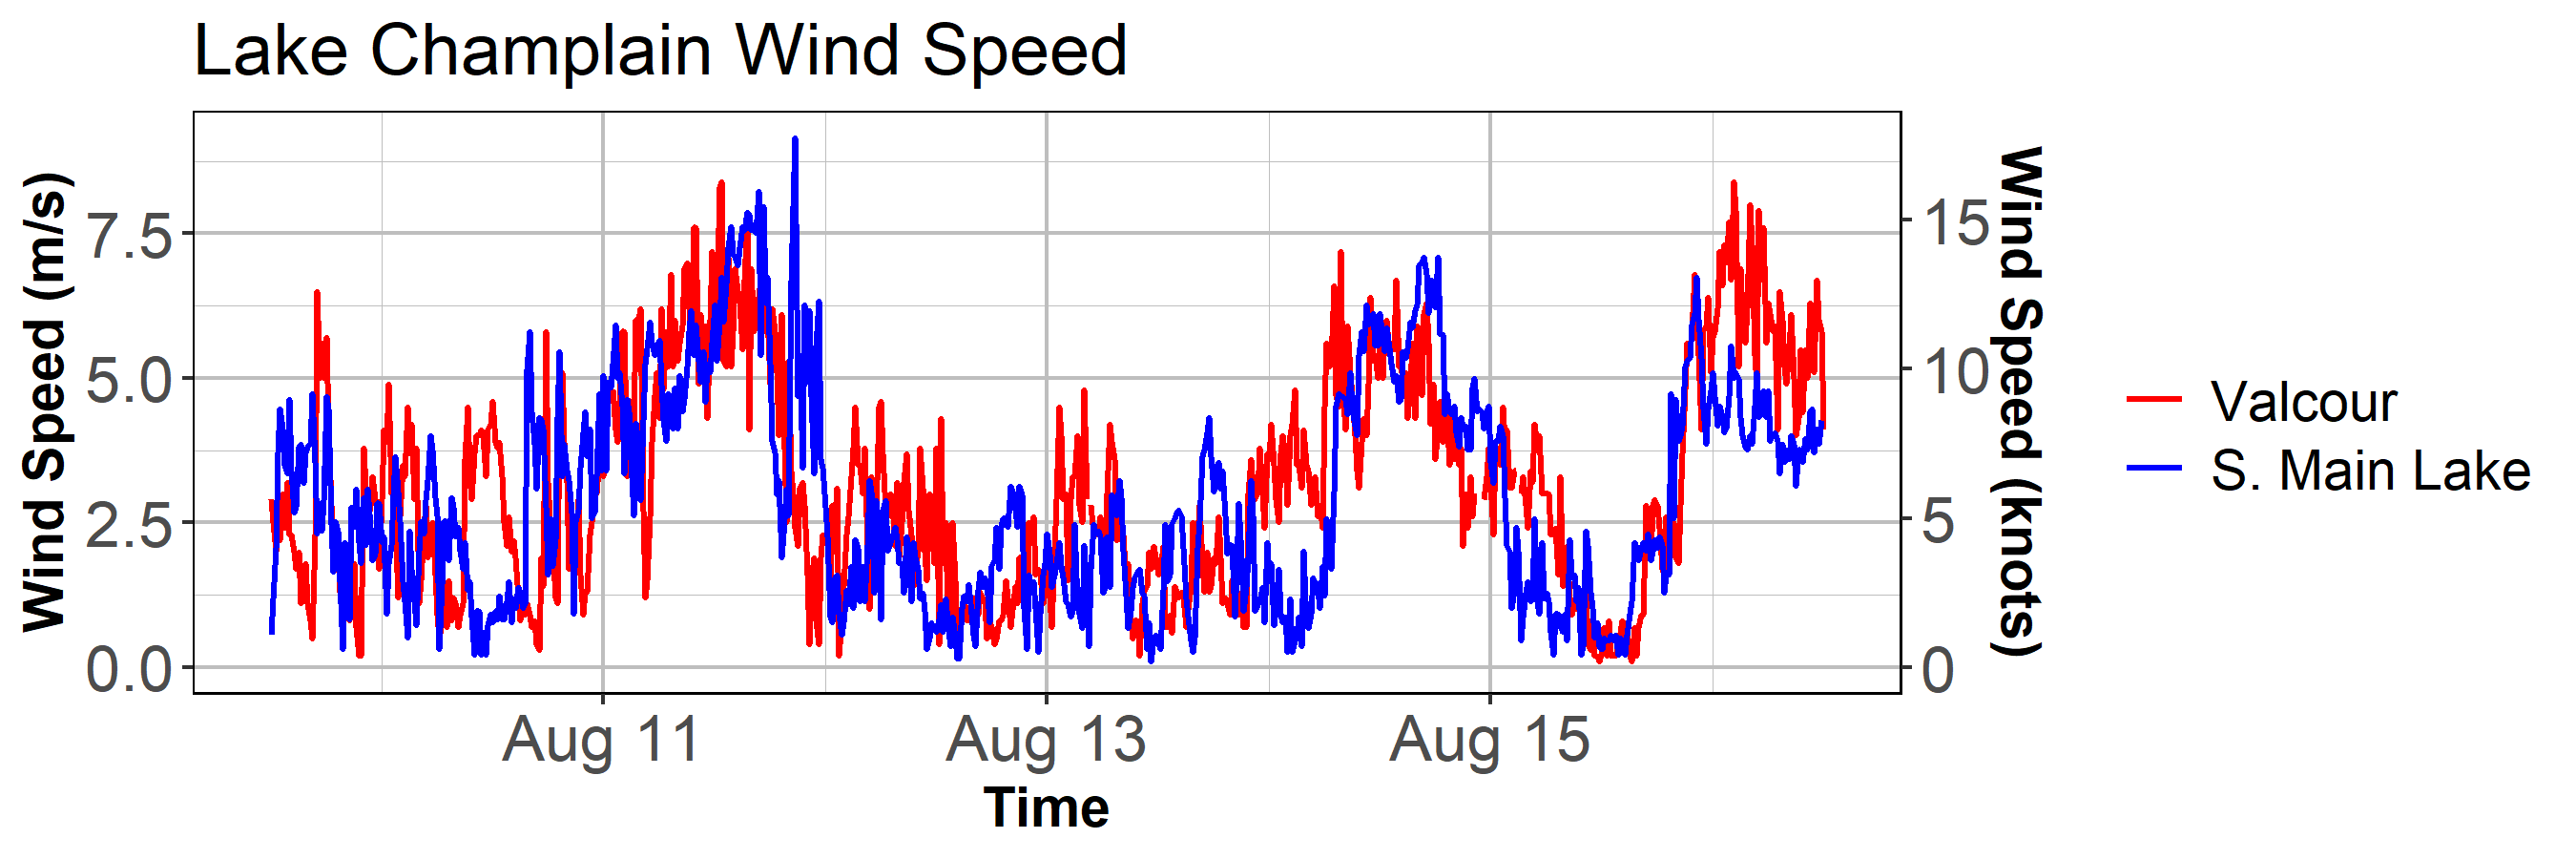 Lake Champlain Wind Speed
Wind Speed (m/s)
7.5
5.0
2.5
0.0
15
10
5
0
Wind Speed (knots)
Aug 11
Aug 13
Aug 15
Time
Valcour
S. Main Lake